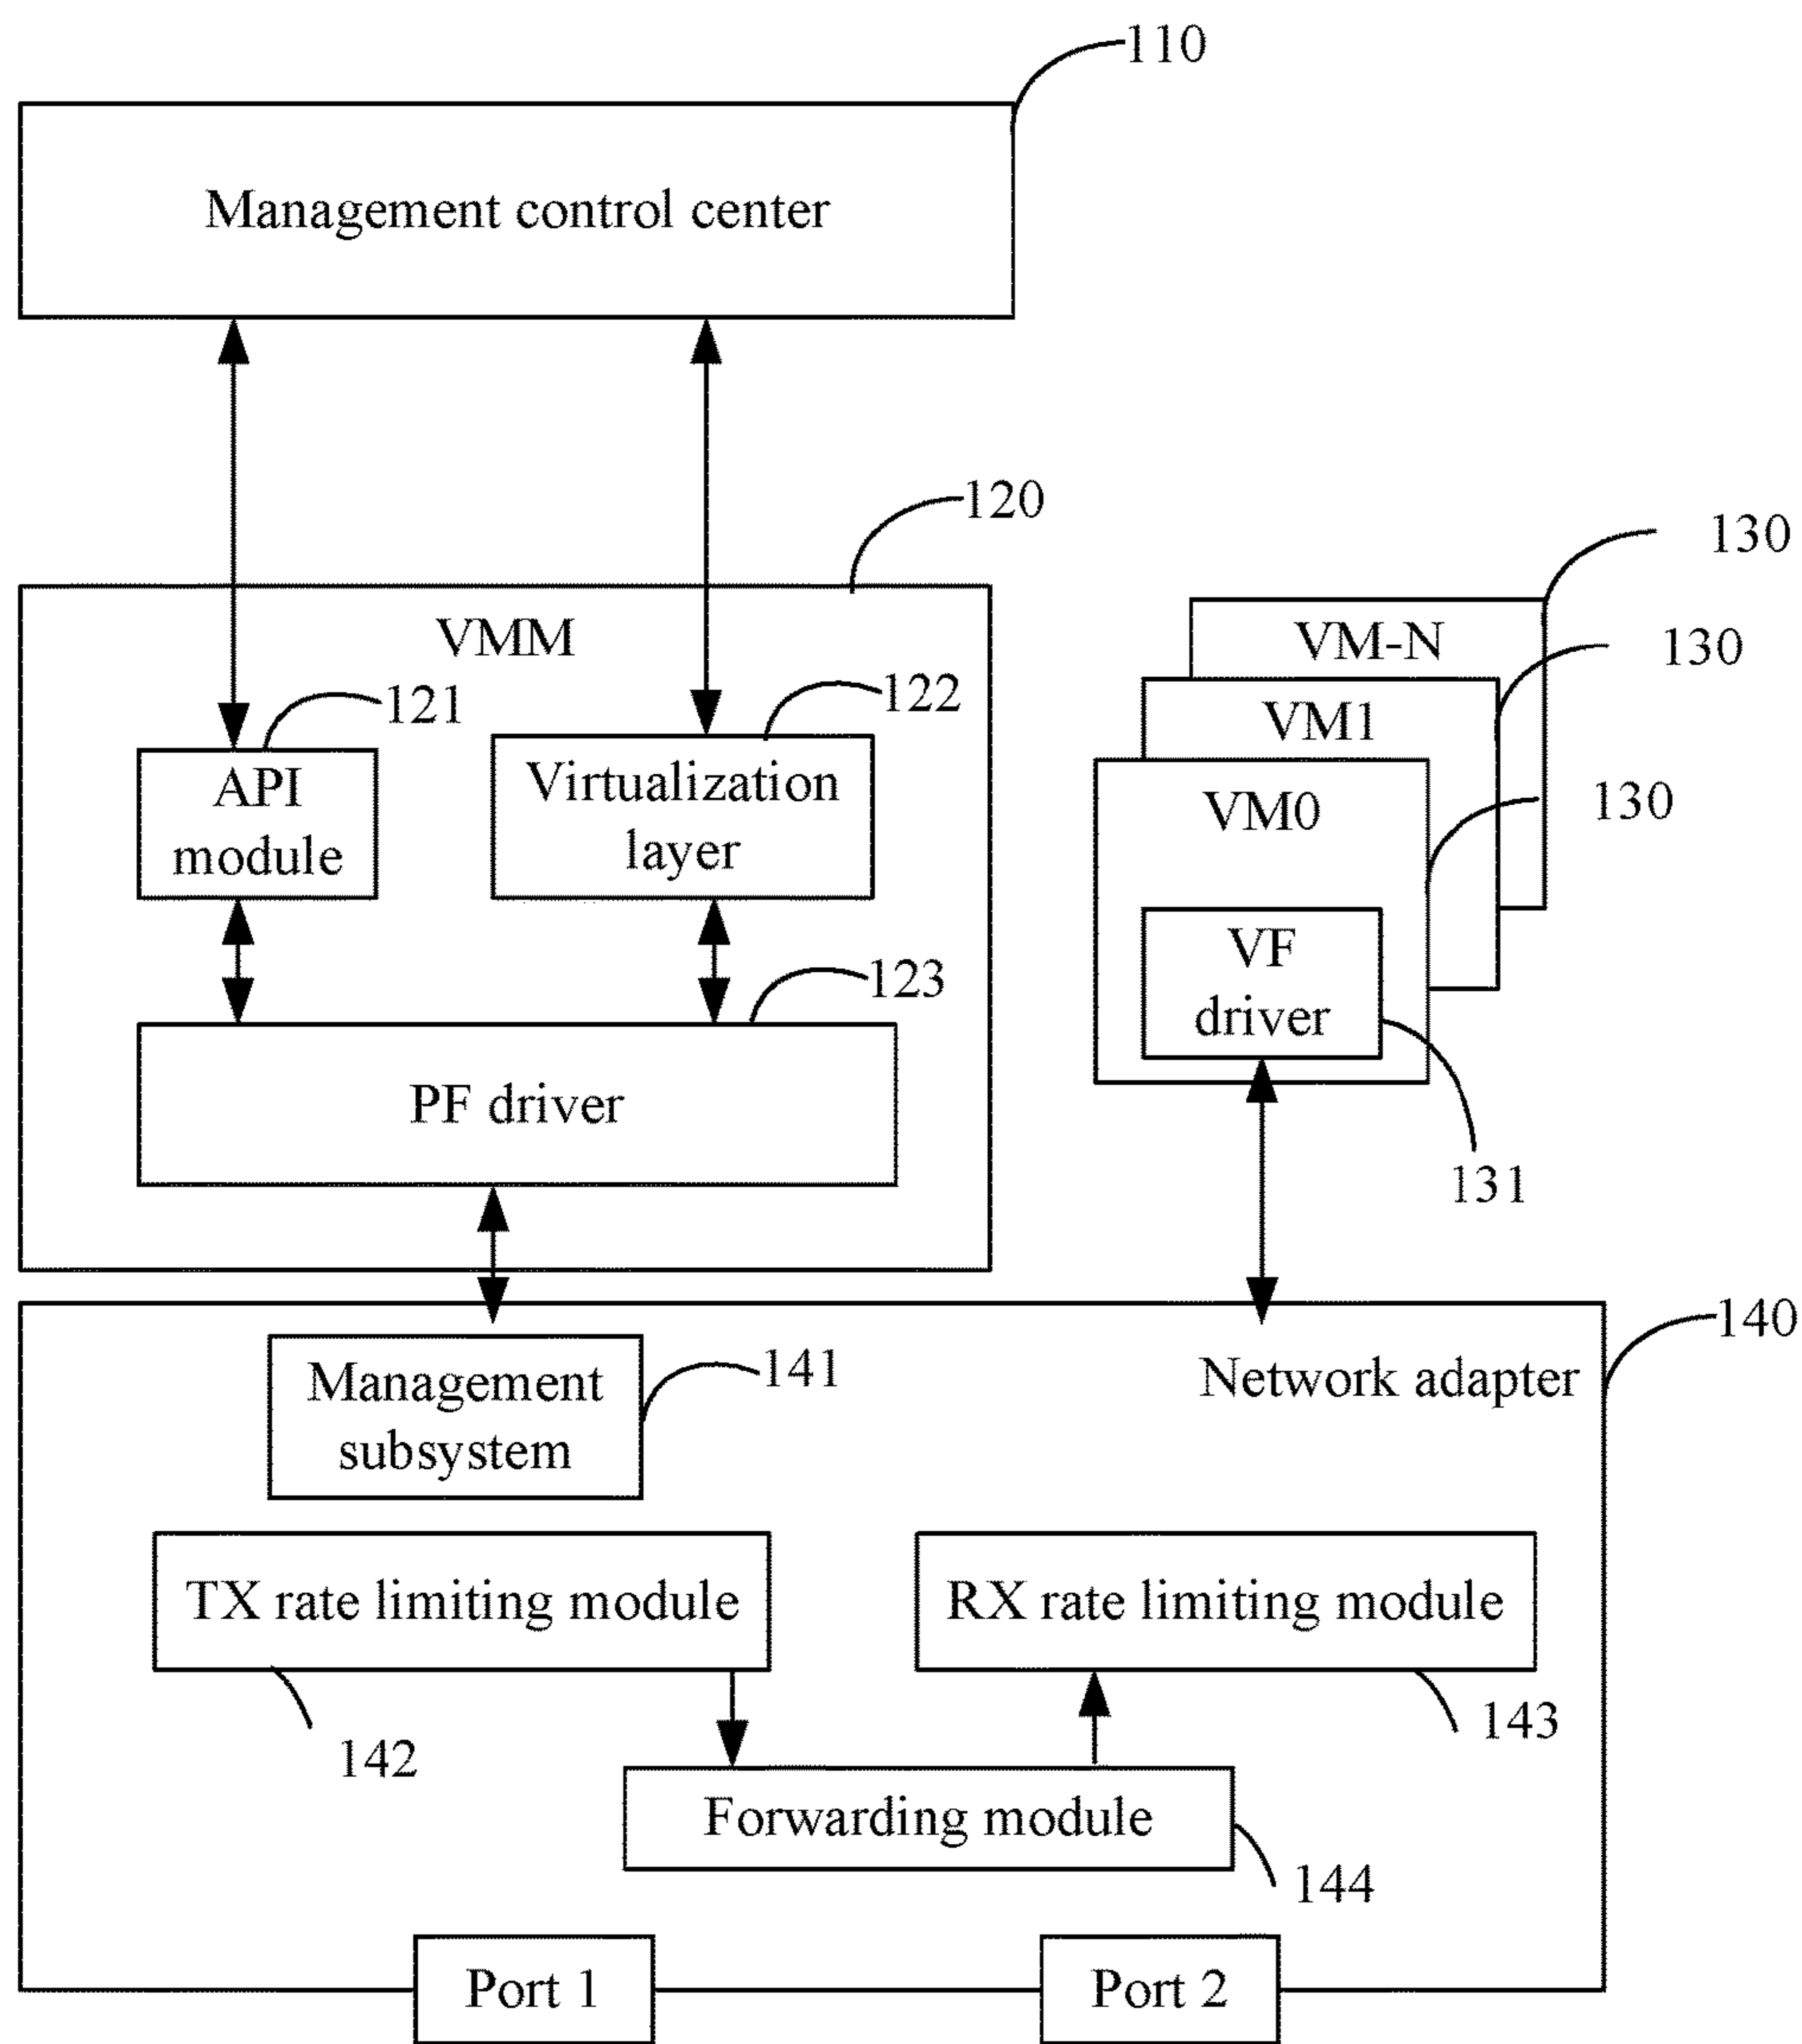 110
Management control center
120
130
VMM
VM-N
130
121
122
VM1
API
module
Virtualization
layer
VM0
130
VF
driver
123
PF driver
131
140
Management
subsystem
141
Network adapter
TX rate limiting module
RX rate limiting module
142
143
Forwarding module
144
Port 1
Port 2